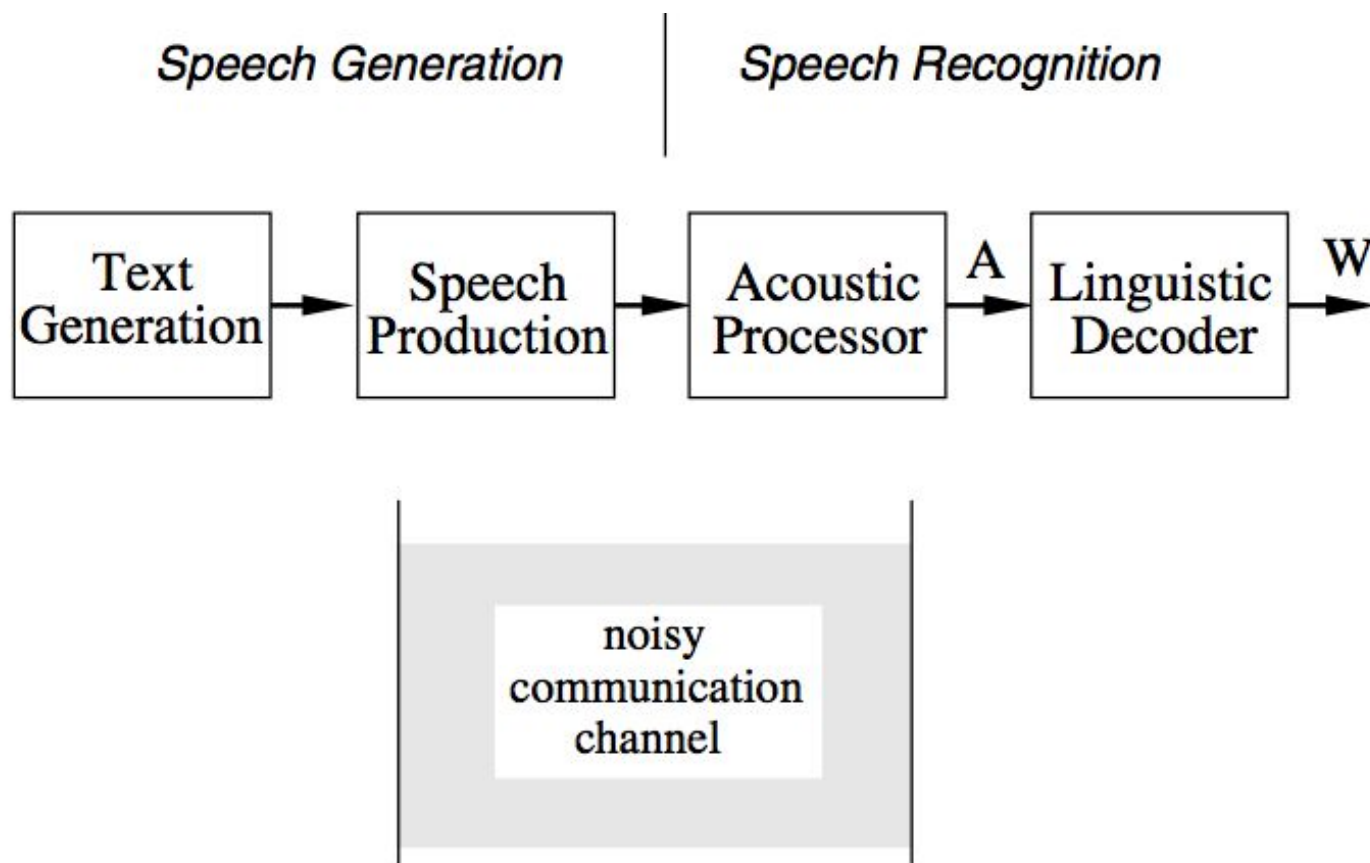 Speech Generation
Speech Recognition
Text
Generation
Speech
Production
Acoustic
Processor
A
Linguistic
Decoder
W
noisy
communication
channel